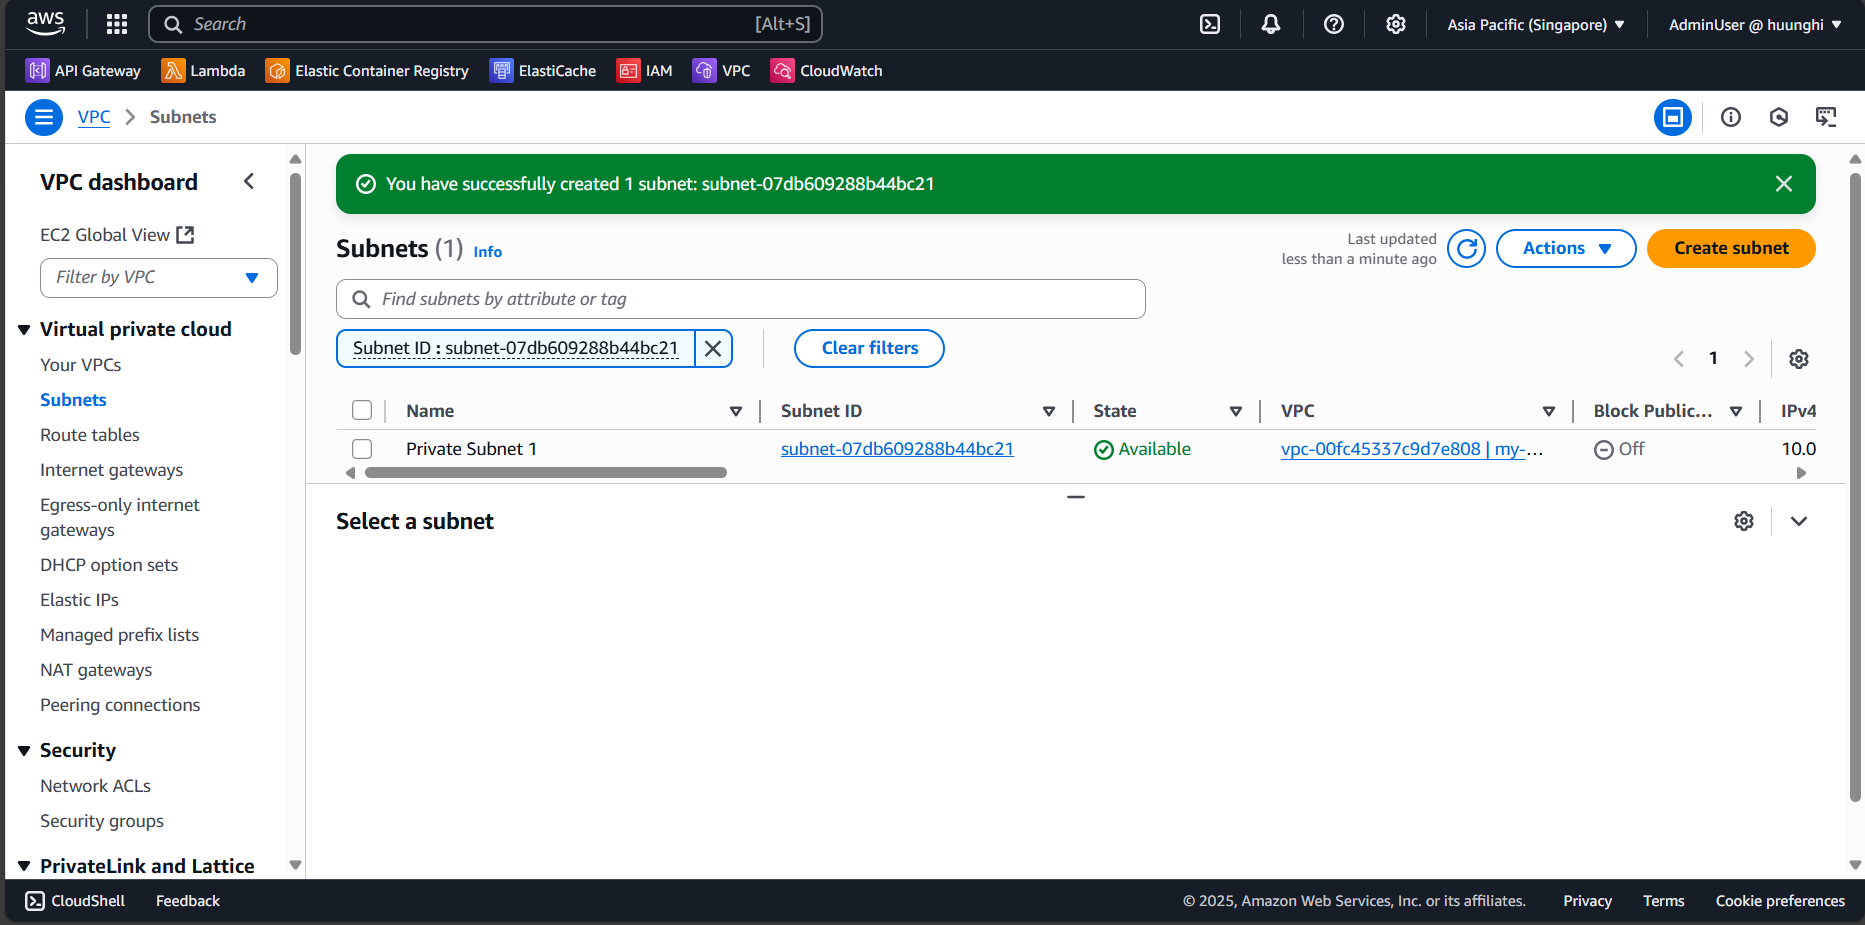 aws
Search [Alt+S]
Asia Pacific (Singapore)
AdminUser @ huunghi
API Gateway Lambda Elastic Container Registry ElastiCache IAM VPC CloudWatch
VPC Subnets
VPC dashboard
EC2 Global View
Filter by VPC
Virtual private cloud
Your VPCs
Subnets
Route tables
Internet gateways
Egress-only internet
gateways
DHCP option sets
Elastic IPs
Managed prefix lists
NAT gateways
Peering connections
Security
Network ACLs
Security groups
PrivateLink and Lattice
You have successfully created 1 subnet: subnet-07db609288b44bc21
Subnets (1) Info
Last updated
less than a minute ago
Actions
Create subnet
Find subnets by attribute or tag
Subnet ID : subnet-07db609288b44bc21
Clear filters
1
Name Subnet ID State VPC Block Public... IPv4
Private Subnet 1 subnet-07db609288b44bc21 Available vpc-00fc45337c9d7e808 | my-... Off 10.0
Select a subnet
CloudShell Feedback © 2025, Amazon Web Services, Inc. or its affiliates. Privacy Terms Cookie preferences